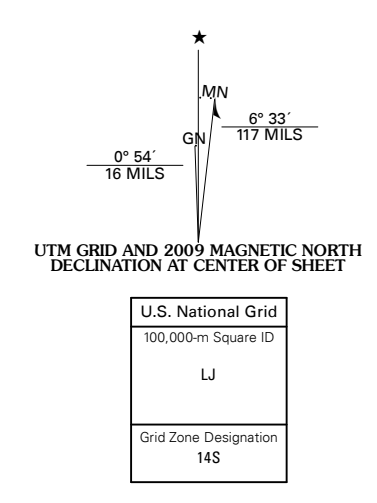 ★
MN
GN
6° 33´
117 MILS
0° 54´
16 MILS
UTM GRID AND 2009 MAGNETIC NORTH
DECLINATION AT CENTER OF SHEET
U.S. National Grid
100,000-m Square ID
LJ
Grid Zone Designation
14S